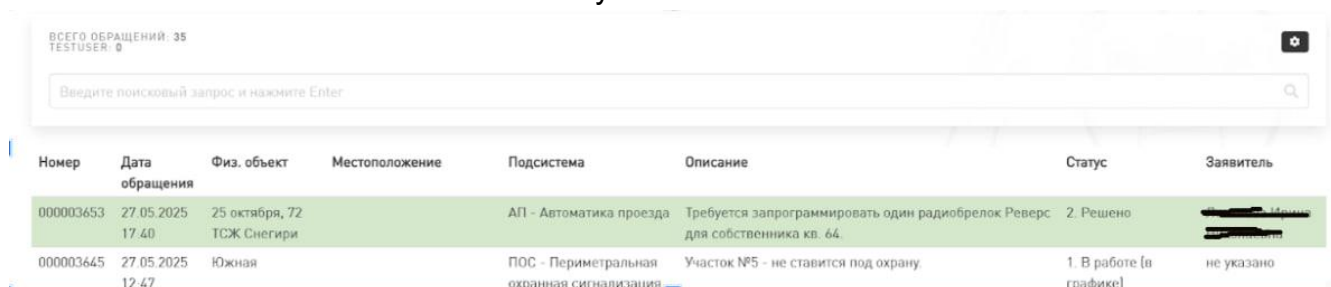 ВСЕГО ОБРАЩЕНИЙ: 35
TESTUSER: 0
Введите поисковый запрос и нажмите Enter
Номер Дата обращения Физ. объект Местоположение Подсистема Описание Статус Заявитель
000003653 27.05.2025 25 октября, 72 АП - Автоматика проезда Требуется запрограммировать один радиобрелок Реверс 2. Решено
17:40 ТСЖ Снегири для собственника кв. 64.
000003645 27.05.2025 Южная ПОС - Периметральная Участок №5 - не ставится под охрану. 1. В работе (в не указано
12:47 охранная сигнализация графике)